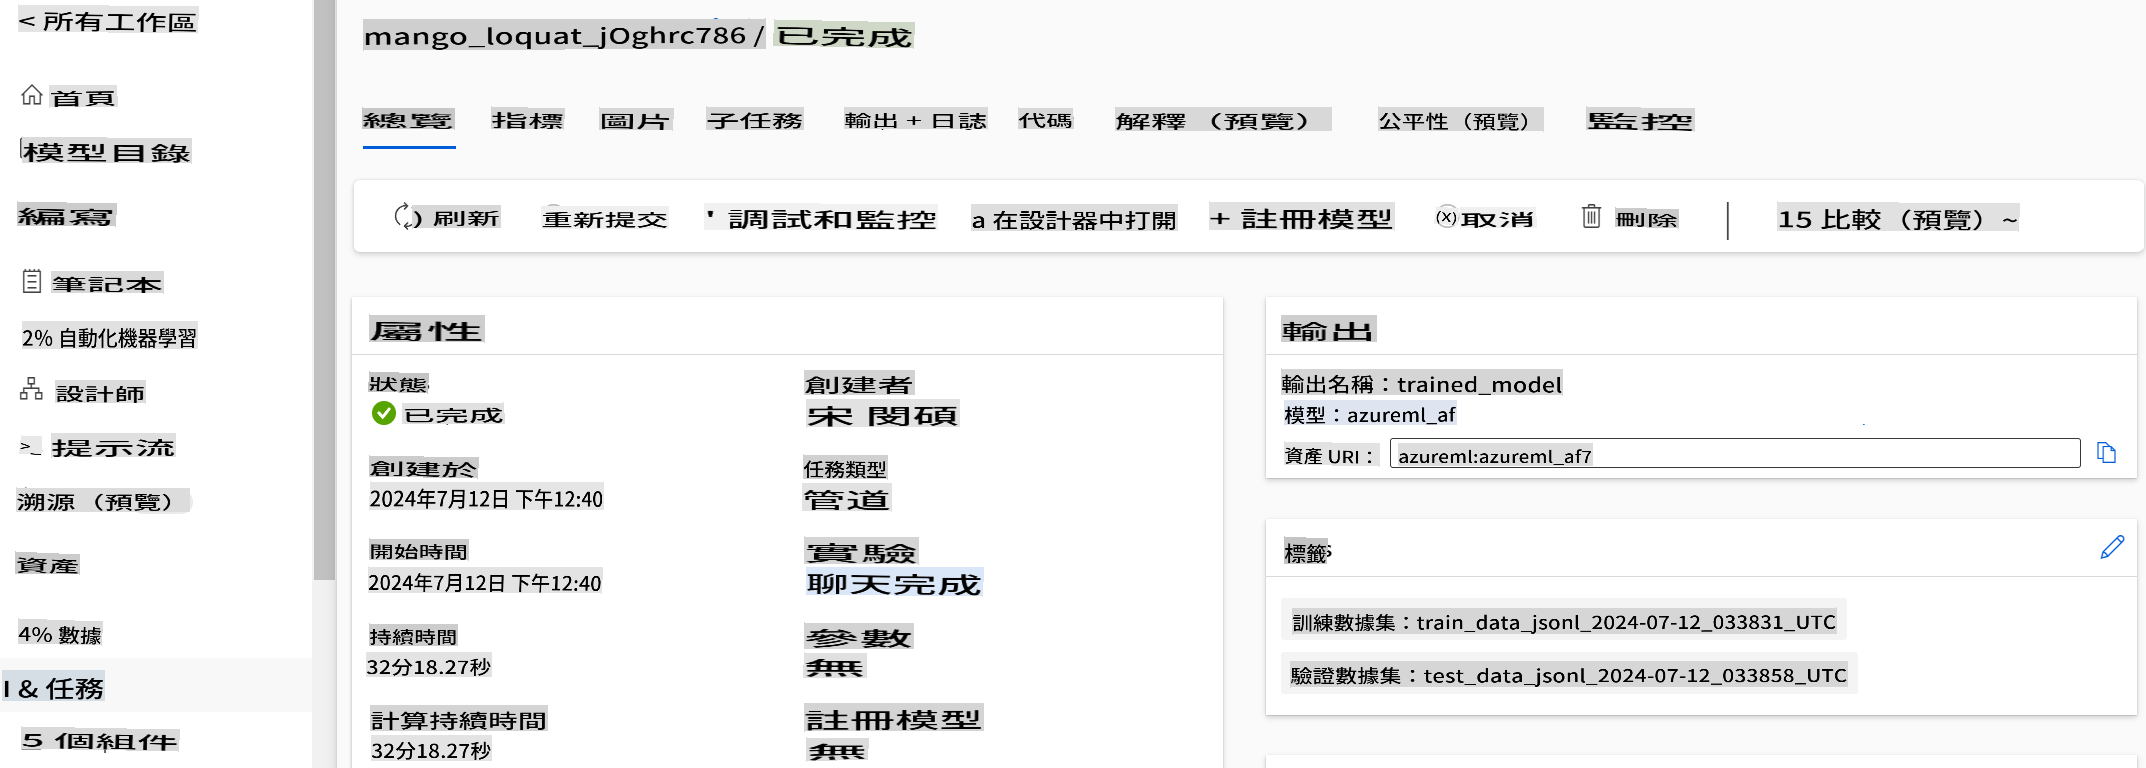 < 所有工作區
首頁
模型目錄
編寫
筆記本
2% 自動化機器學習
設計師
>_ 提示流
溯源（預覽）
資產
4% 數據
I & 任務
5 個組件
mango_loquat_jOghrc786 / 已完成
總覽 指標 圖片 子任務 輸出 + 日誌 代碼 解釋（預覽） 公平性（預覽） 監控
刷新 重新提交 ' 調試和監控 a 在設計器中打開 + 註冊模型 取消 刪除 15 比較（預覽） ~
屬性
狀態
已完成
創建於
2024年7月12日 下午12:40
開始時間
2024年7月12日 下午12:40
持續時間
32分18.27秒
計算持續時間
32分18.27秒
創建者
宋 閔碩
任務類型
管道
實驗
聊天完成
參數
無
註冊模型
無
輸出
輸出名稱：trained_model
模型：azureml_af
資產 URI： azureml:azureml_af7
標籤
訓練數據集：train_data_jsonl_2024-07-12_033831_UTC
驗證數據集：test_data_jsonl_2024-07-12_033858_UTC